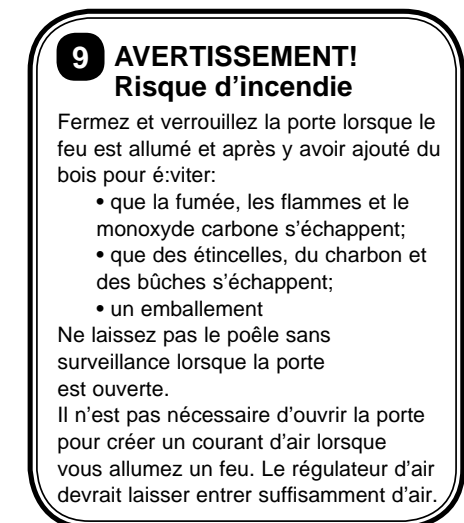 9 AVERTISSEMENT!
Risque d’incendie
Fermez et verrouillez la porte lorsque le
feu est allumé et après y avoir ajouté du
bois pour é:viter:
• que la fumée, les flammes et le
monoxyde carbone s’échappent;
• que des étincelles, du charbon et
des bûches s’échappent;
• un emballement
Ne laissez pas le poêle sans
surveillance lorsque la porte
est ouverte.
Il n’est pas nécessaire d’ouvrir la porte
pour créer un courant d’air lorsque
vous allumez un feu. Le régulateur d’air
devrait laisser entrer suffisamment d’air.